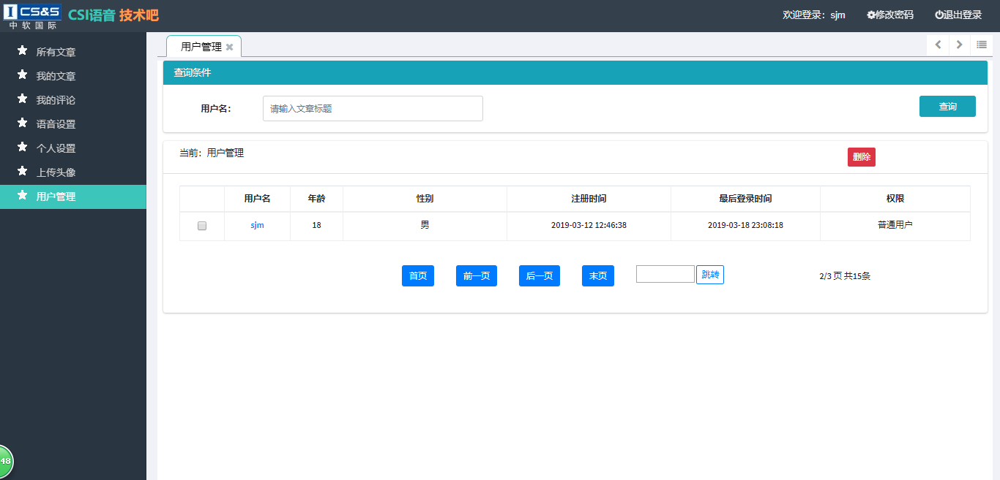 CS&S
中软国际
CSI语音 技术吧
欢迎登录：sjm
修改密码
退出登录
所有文章
我的文章
我的评论
语音设置
个人设置
上传头像
用户管理
用户管理
查询条件
用户名：
请输入文章标题
查询
当前：用户管理
删除
用户名 年龄 性别 注册时间 最后登录时间 权限
sjm 18 男 2019-03-12 12:46:38 2019-03-18 23:08:18 普通用户
首页 前一页 后一页 末页 跳转 2/3 页 共15条
48